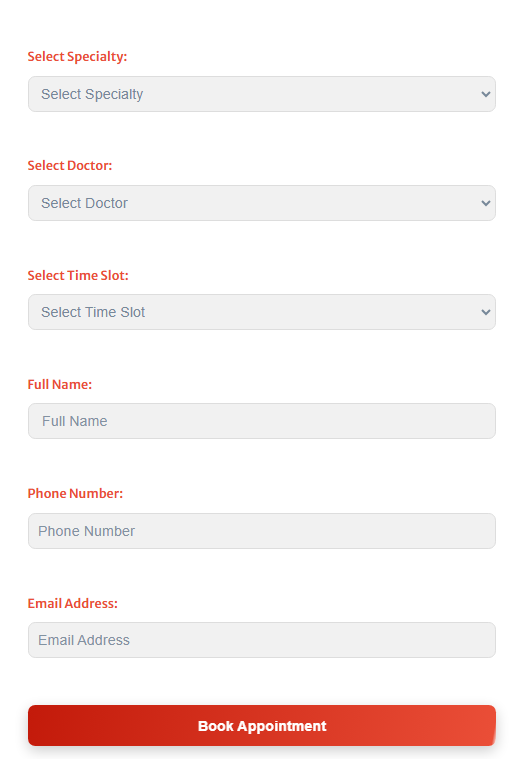 Select Specialty:
Select Specialty
Select Doctor:
Select Doctor
Select Time Slot:
Select Time Slot
Full Name:
Full Name
Phone Number:
Phone Number
Email Address:
Email Address
Book Appointment